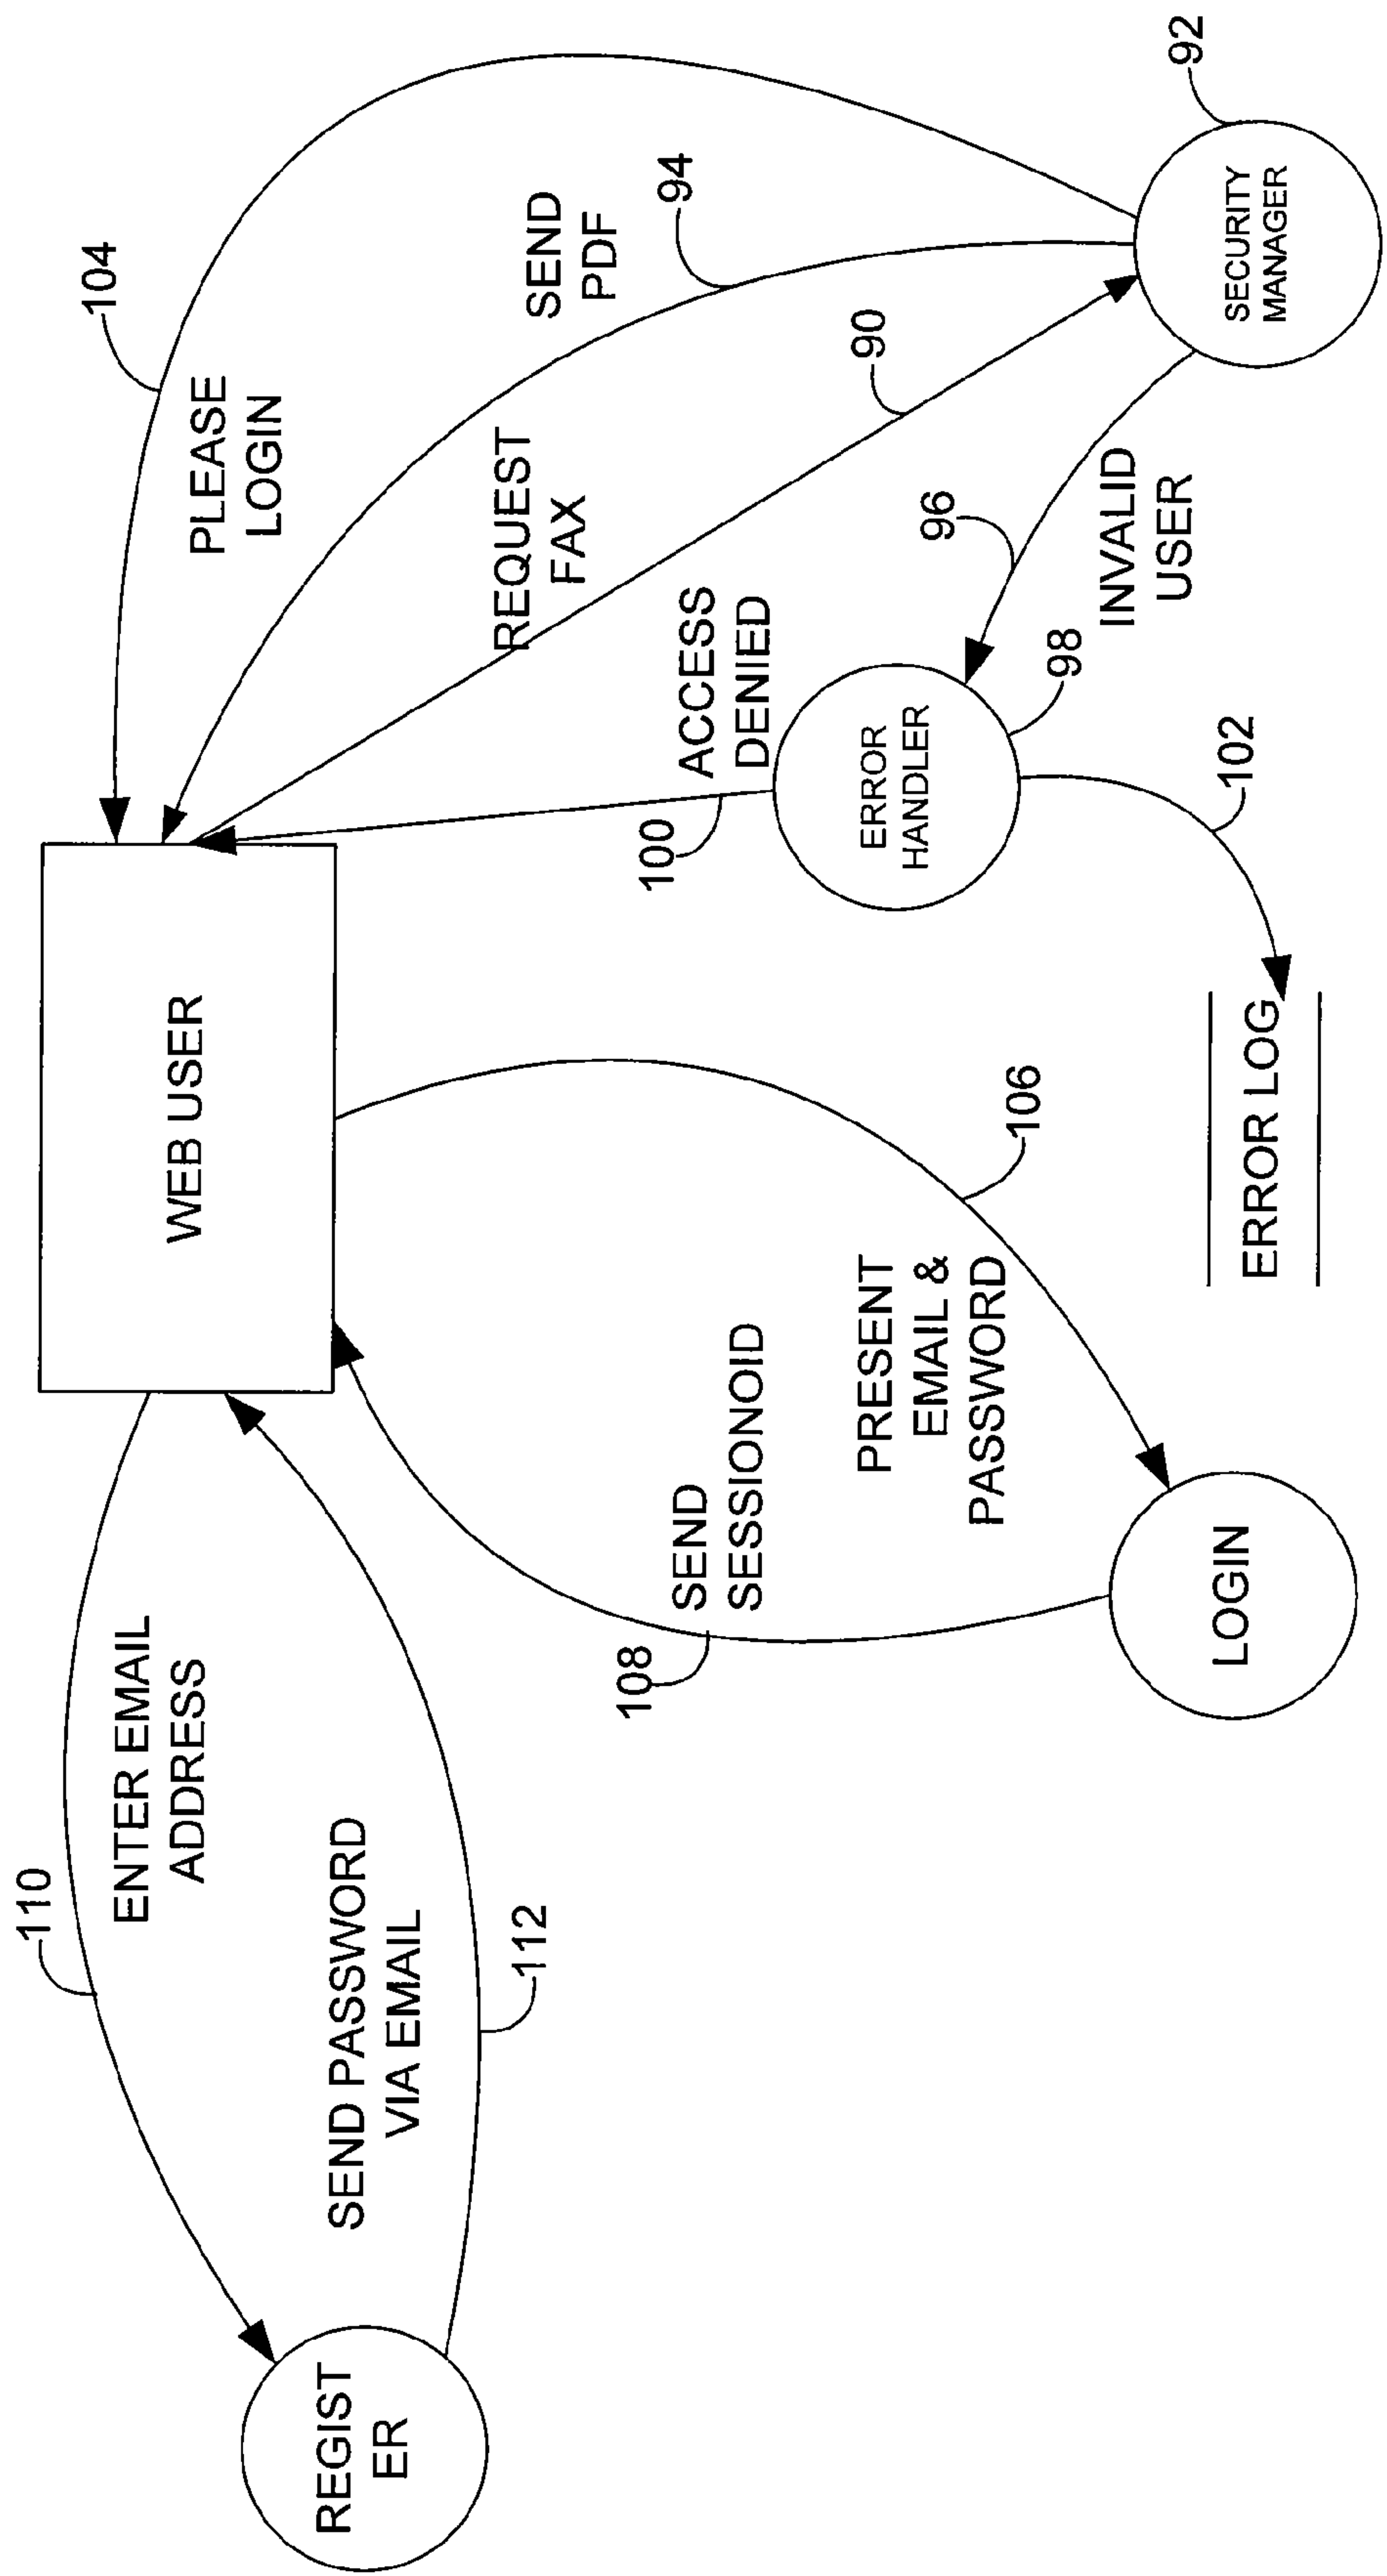 110
ENTER EMAIL
ADDRESS
SEND PASSWORD
VIA EMAIL
112
REGIST
ER
WEB USER
108
SEND
SESSIONOID
PRESENT
EMAIL &
PASSWORD
106
LOGIN
104
PLEASE
LOGIN
SEND
PDF
94
REQUEST
FAX
90
ACCESS
DENIED
100
ERROR
HANDLER
98
96
INVALID
USER
102
ERROR LOG
SECURITY
MANAGER
92